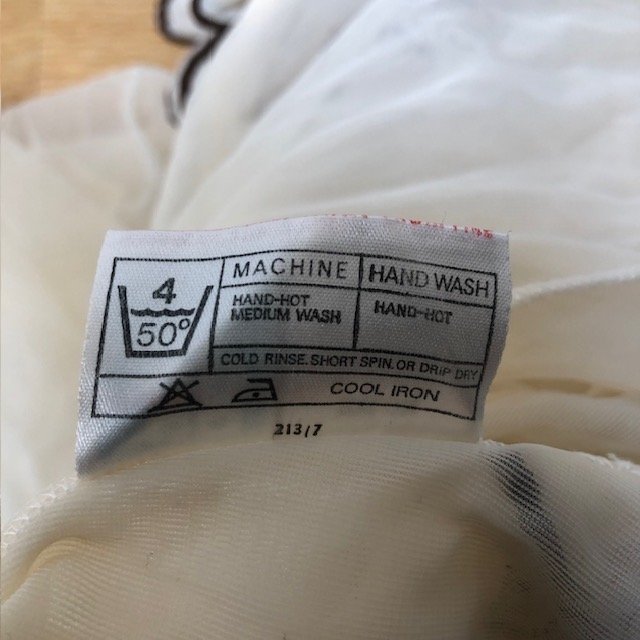 4
50°
MACHINE
HAND-HOT
MEDIUM WASH
HAND WASH
HAND-HOT
COLD RINSE. SHORT SPIN. OR DRIP DRY
COOL IRON
213/7